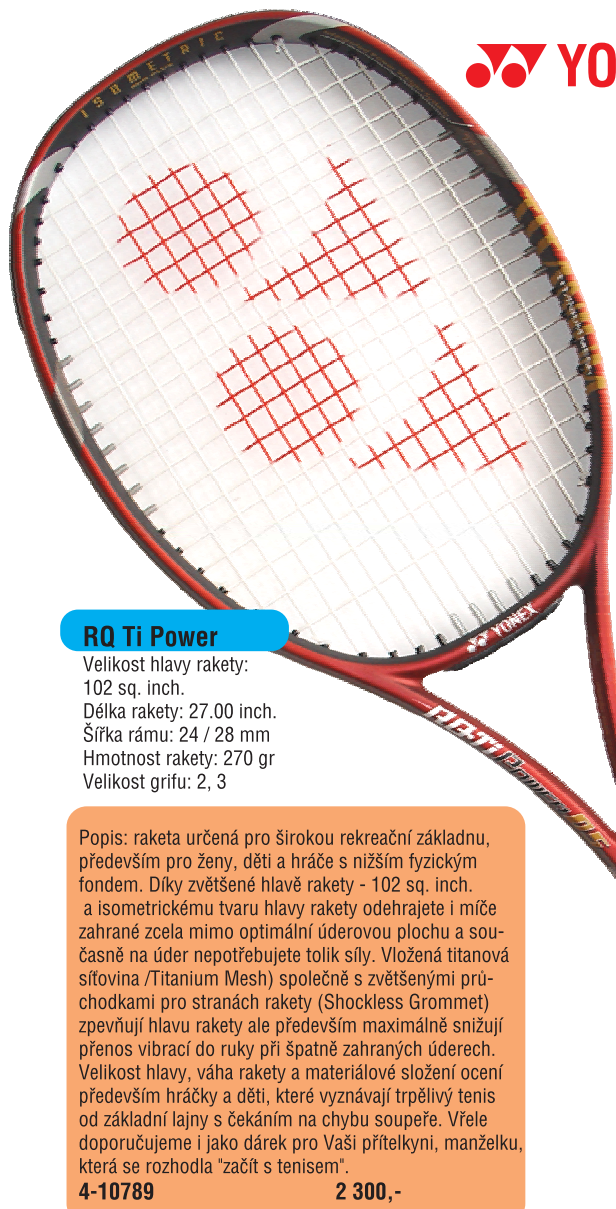 ISOMETRIC
YO
YONEX
RQ Ti Power
Velikost hlavy rakety:
102 sq. inch.
Délka rakety: 27.00 inch.
Šířka rámu: 24 / 28 mm
Hmotnost rakety: 270 gr
Velikost grifu: 2, 3
RQ-Ti Power
Popis: raketa určená pro širokou rekreační základnu,
především pro ženy, děti a hráče s nižším fyzickým
fondem. Díky zvětšené hlavě rakety - 102 sq. inch.
a isometrickému tvaru hlavy rakety odehrajete i míče
zahrané zcela mimo optimální úderovou plochu a sou-
časně na úder nepotřebujete tolik síly. Vložená titanová
síťovina /Titanium Mesh) společně s zvětšenými prů-
chodkami pro stranách rakety (Shockless Grommet)
zpevňují hlavu rakety ale především maximálně snižují
přenos vibrací do ruky při špatně zahraných úderech.
Velikost hlavy, váha rakety a materiálové složení ocení
především hráčky a děti, které vyznávají trpělivý tenis
od základní lajny s čekáním na chybu soupeře. Vřele
doporučujeme i jako dárek pro Vaši přítelkyni, manželku,
která se rozhodla "začít s tenisem".
4-10789 2 300,-